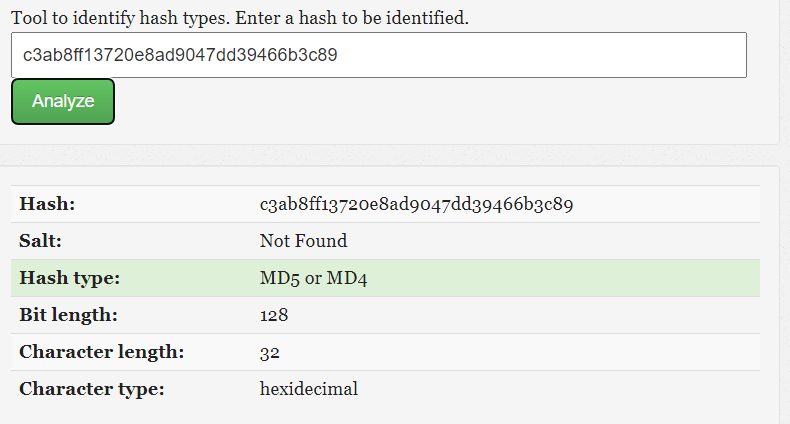 Tool to identify hash types. Enter a hash to be identified.
c3ab8ff13720e8ad9047dd39466b3c89
Analyze
Hash: c3ab8ff13720e8ad9047dd39466b3c89
Salt: Not Found
Hash type: MD5 or MD4
Bit length: 128
Character length: 32
Character type: hexidecimal